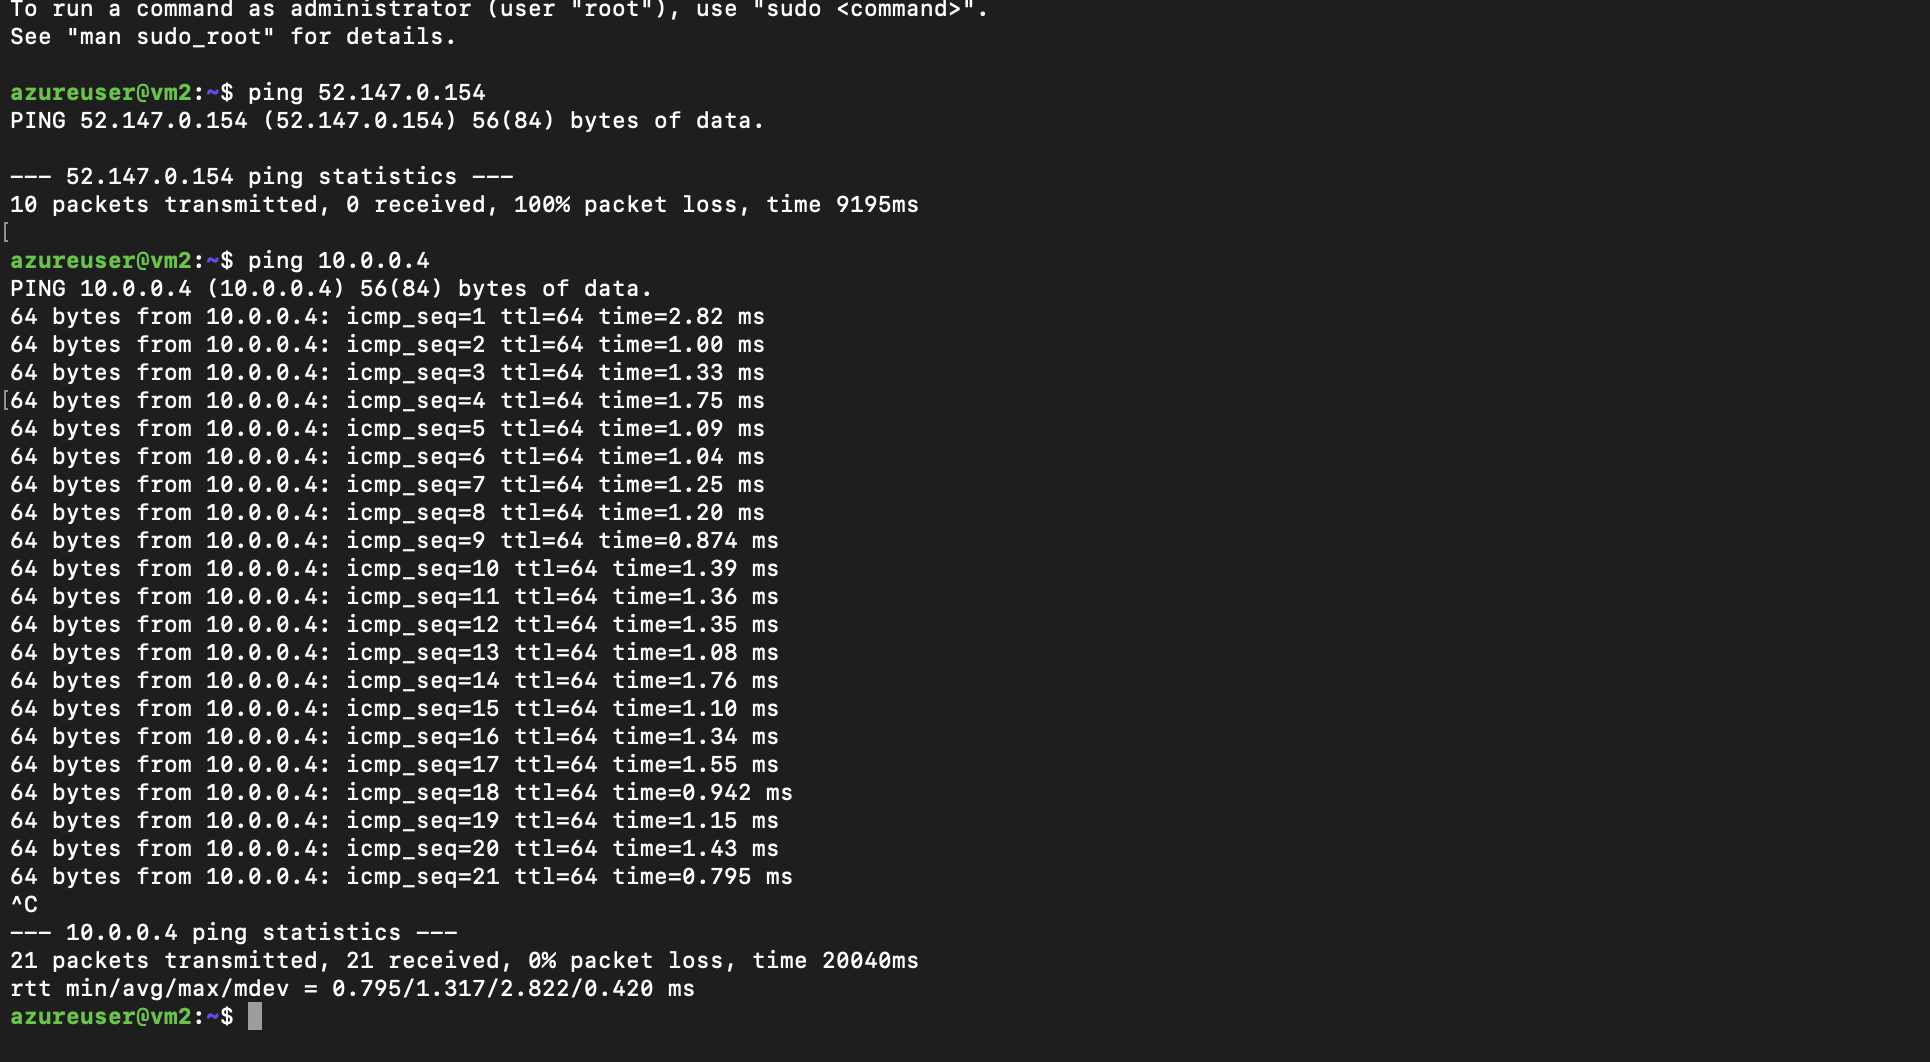 To run a command as administrator (user "root"), use "sudo <command>".
See "man sudo_root" for details.
azureuser@vm2:~$ ping 52.147.0.154
PING 52.147.0.154 (52.147.0.154) 56(84) bytes of data.
--- 52.147.0.154 ping statistics ---
10 packets transmitted, 0 received, 100% packet loss, time 9195ms
[
azureuser@vm2:~$ ping 10.0.0.4
PING 10.0.0.4 (10.0.0.4) 56(84) bytes of data.
64 bytes from 10.0.0.4: icmp_seq=1 ttl=64 time=2.82 ms
64 bytes from 10.0.0.4: icmp_seq=2 ttl=64 time=1.00 ms
64 bytes from 10.0.0.4: icmp_seq=3 ttl=64 time=1.33 ms
[64 bytes from 10.0.0.4: icmp_seq=4 ttl=64 time=1.75 ms
64 bytes from 10.0.0.4: icmp_seq=5 ttl=64 time=1.09 ms
64 bytes from 10.0.0.4: icmp_seq=6 ttl=64 time=1.04 ms
64 bytes from 10.0.0.4: icmp_seq=7 ttl=64 time=1.25 ms
64 bytes from 10.0.0.4: icmp_seq=8 ttl=64 time=1.20 ms
64 bytes from 10.0.0.4: icmp_seq=9 ttl=64 time=0.874 ms
64 bytes from 10.0.0.4: icmp_seq=10 ttl=64 time=1.39 ms
64 bytes from 10.0.0.4: icmp_seq=11 ttl=64 time=1.36 ms
64 bytes from 10.0.0.4: icmp_seq=12 ttl=64 time=1.35 ms
64 bytes from 10.0.0.4: icmp_seq=13 ttl=64 time=1.08 ms
64 bytes from 10.0.0.4: icmp_seq=14 ttl=64 time=1.76 ms
64 bytes from 10.0.0.4: icmp_seq=15 ttl=64 time=1.10 ms
64 bytes from 10.0.0.4: icmp_seq=16 ttl=64 time=1.34 ms
64 bytes from 10.0.0.4: icmp_seq=17 ttl=64 time=1.55 ms
64 bytes from 10.0.0.4: icmp_seq=18 ttl=64 time=0.942 ms
64 bytes from 10.0.0.4: icmp_seq=19 ttl=64 time=1.15 ms
64 bytes from 10.0.0.4: icmp_seq=20 ttl=64 time=1.43 ms
64 bytes from 10.0.0.4: icmp_seq=21 ttl=64 time=0.795 ms
^C
--- 10.0.0.4 ping statistics ---
21 packets transmitted, 21 received, 0% packet loss, time 20040ms
rtt min/avg/max/mdev = 0.795/1.317/2.822/0.420 ms
azureuser@vm2:~$